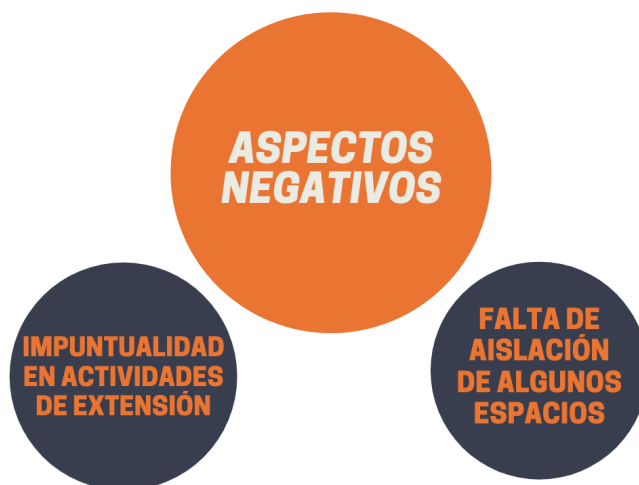 ASPECTOS
NEGATIVOS
IMPUNTUALIDAD
EN ACTIVIDADES
DE EXTENSIÓN
FALTA DE
AISLACIÓN
DE ALGUNOS
ESPACIOS